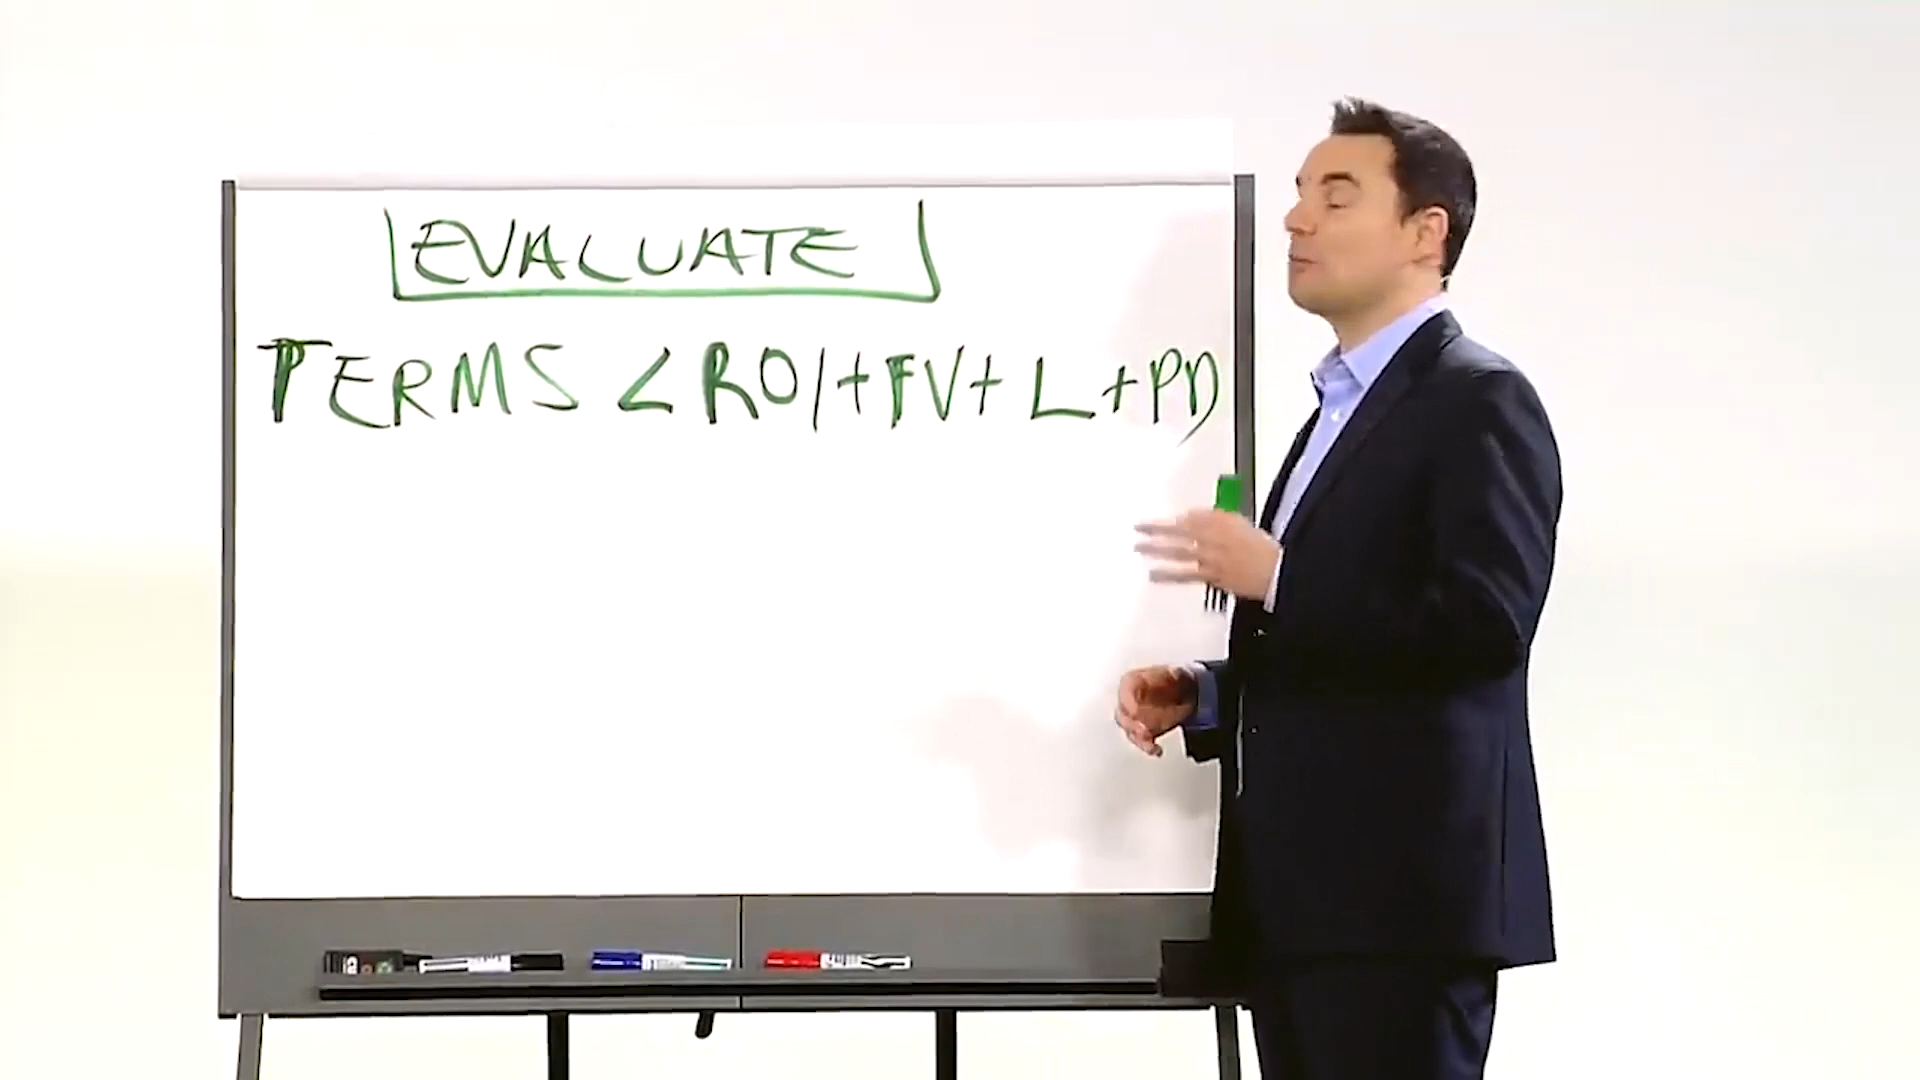 EVALUATE
TERMS < ROI + FV + L + PD